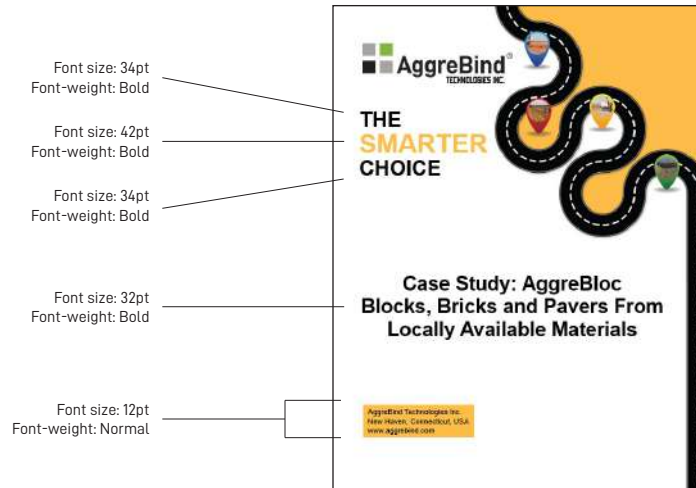 Font size: 34pt
Font-weight: Bold
Font size: 42pt
Font-weight: Bold
Font size: 34pt
Font-weight: Bold
Font size: 32pt
Font-weight: Bold
Font size: 12pt
Font-weight: Normal
AggreBind®
TECHNOLOGIES INC.
THE
SMARTER
CHOICE
Case Study: AggreBloc
Blocks, Bricks and Pavers From
Locally Available Materials
AggreBind Technologies Inc.
New Haven, Connecticut, USA
www.aggrebind.com